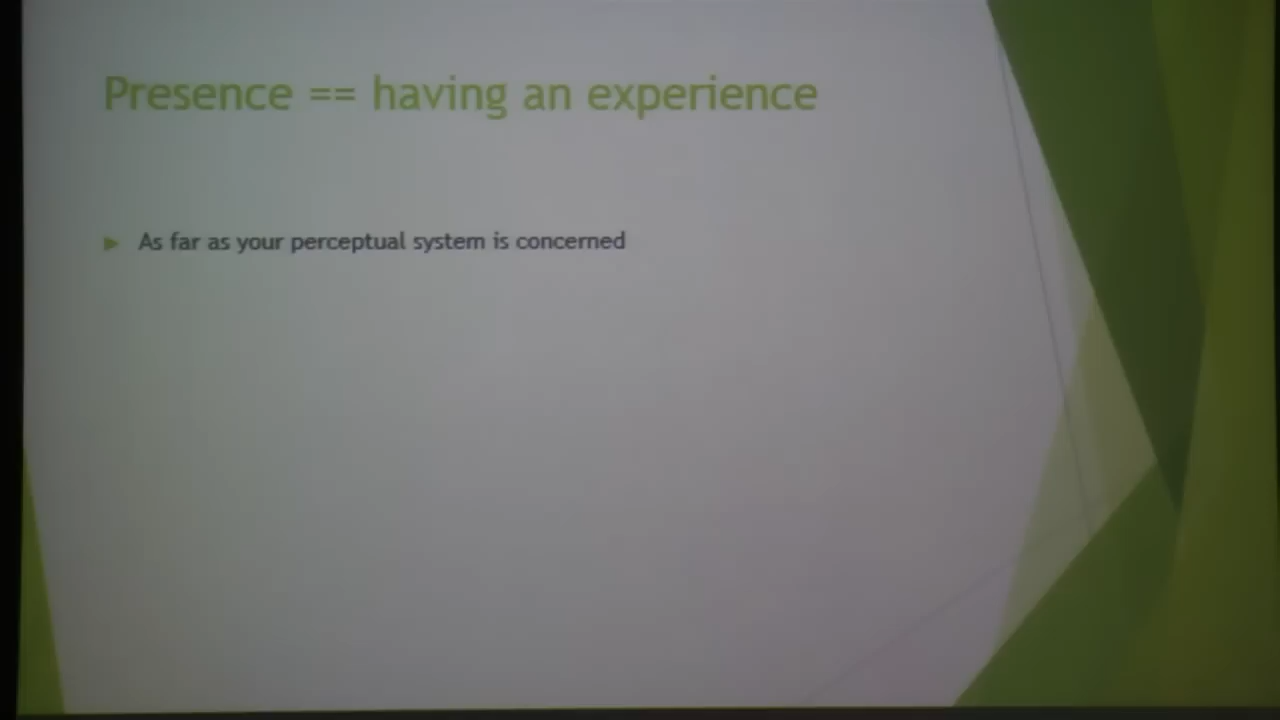 Presence == having an experience
As far as your perceptual system is concerned